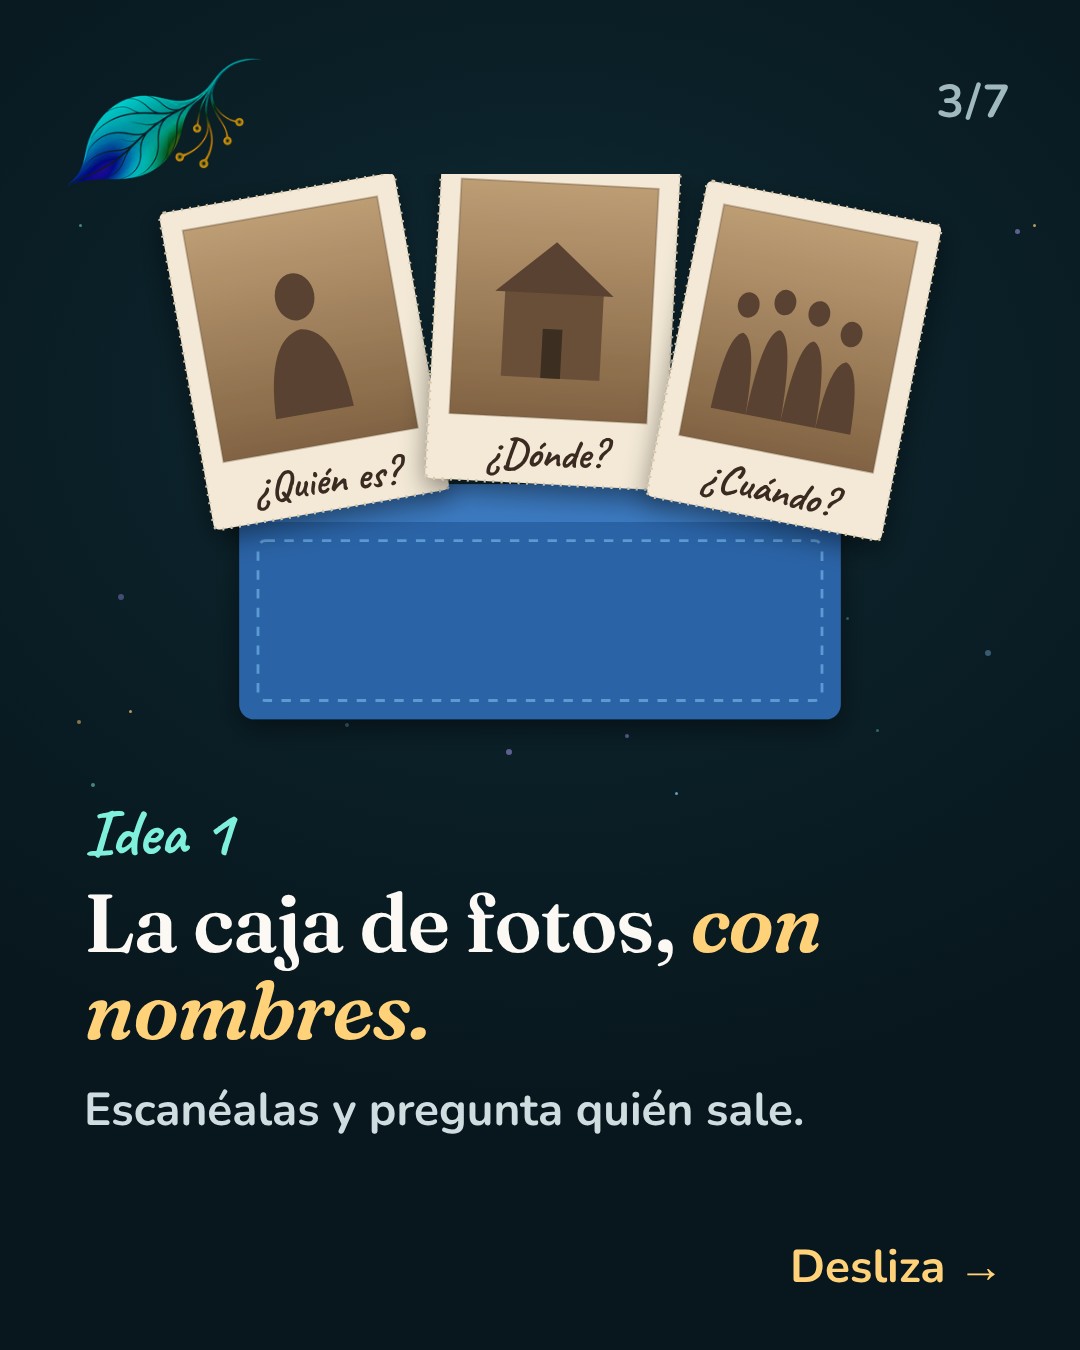 3/7
¿Quién es?
¿Dónde?
¿Cuándo?
Idea 1
La caja de fotos, con
nombres.
Escanéalas y pregunta quién sale.
Desliza →